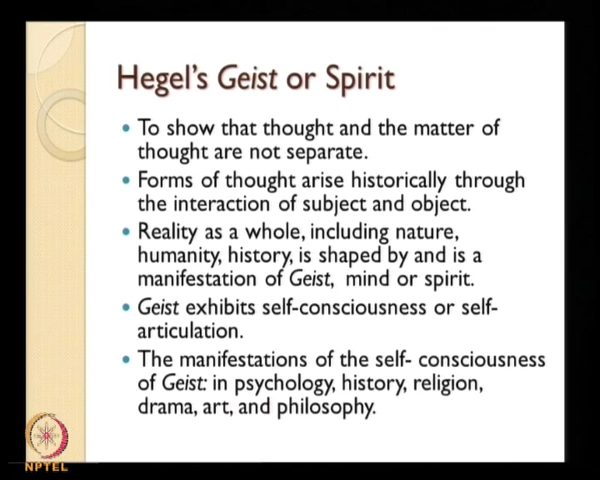 Hegel's Geist or Spirit
• To show that thought and the matter of
thought are not separate.
• Forms of thought arise historically through
the interaction of subject and object.
• Reality as a whole, including nature,
humanity, history, is shaped by and is a
manifestation of Geist, mind or spirit.
• Geist exhibits self-consciousness or self-
articulation.
• The manifestations of the self- consciousness
of Geist: in psychology, history, religion,
drama, art, and philosophy.
NPTEL